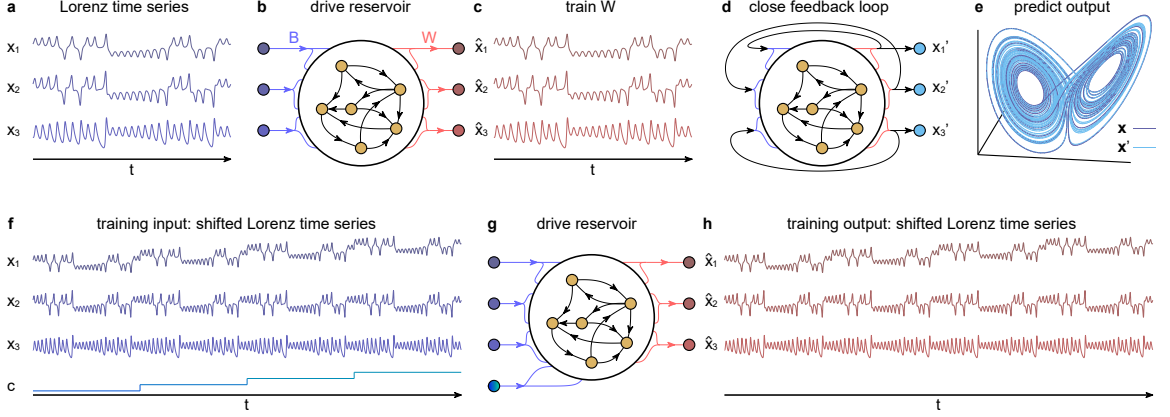 a Lorenz time series
b drive reservoir
c train W
d close feedback loop
e predict output
x1
x2
x3
t
B
W
x̂1
x̂2
x̂3
t
x1'
x2'
x3'
x
x'
f training input: shifted Lorenz time series
g drive reservoir
h training output: shifted Lorenz time series
x1
x2
x3
c
t
x̂1
x̂2
x̂3
t